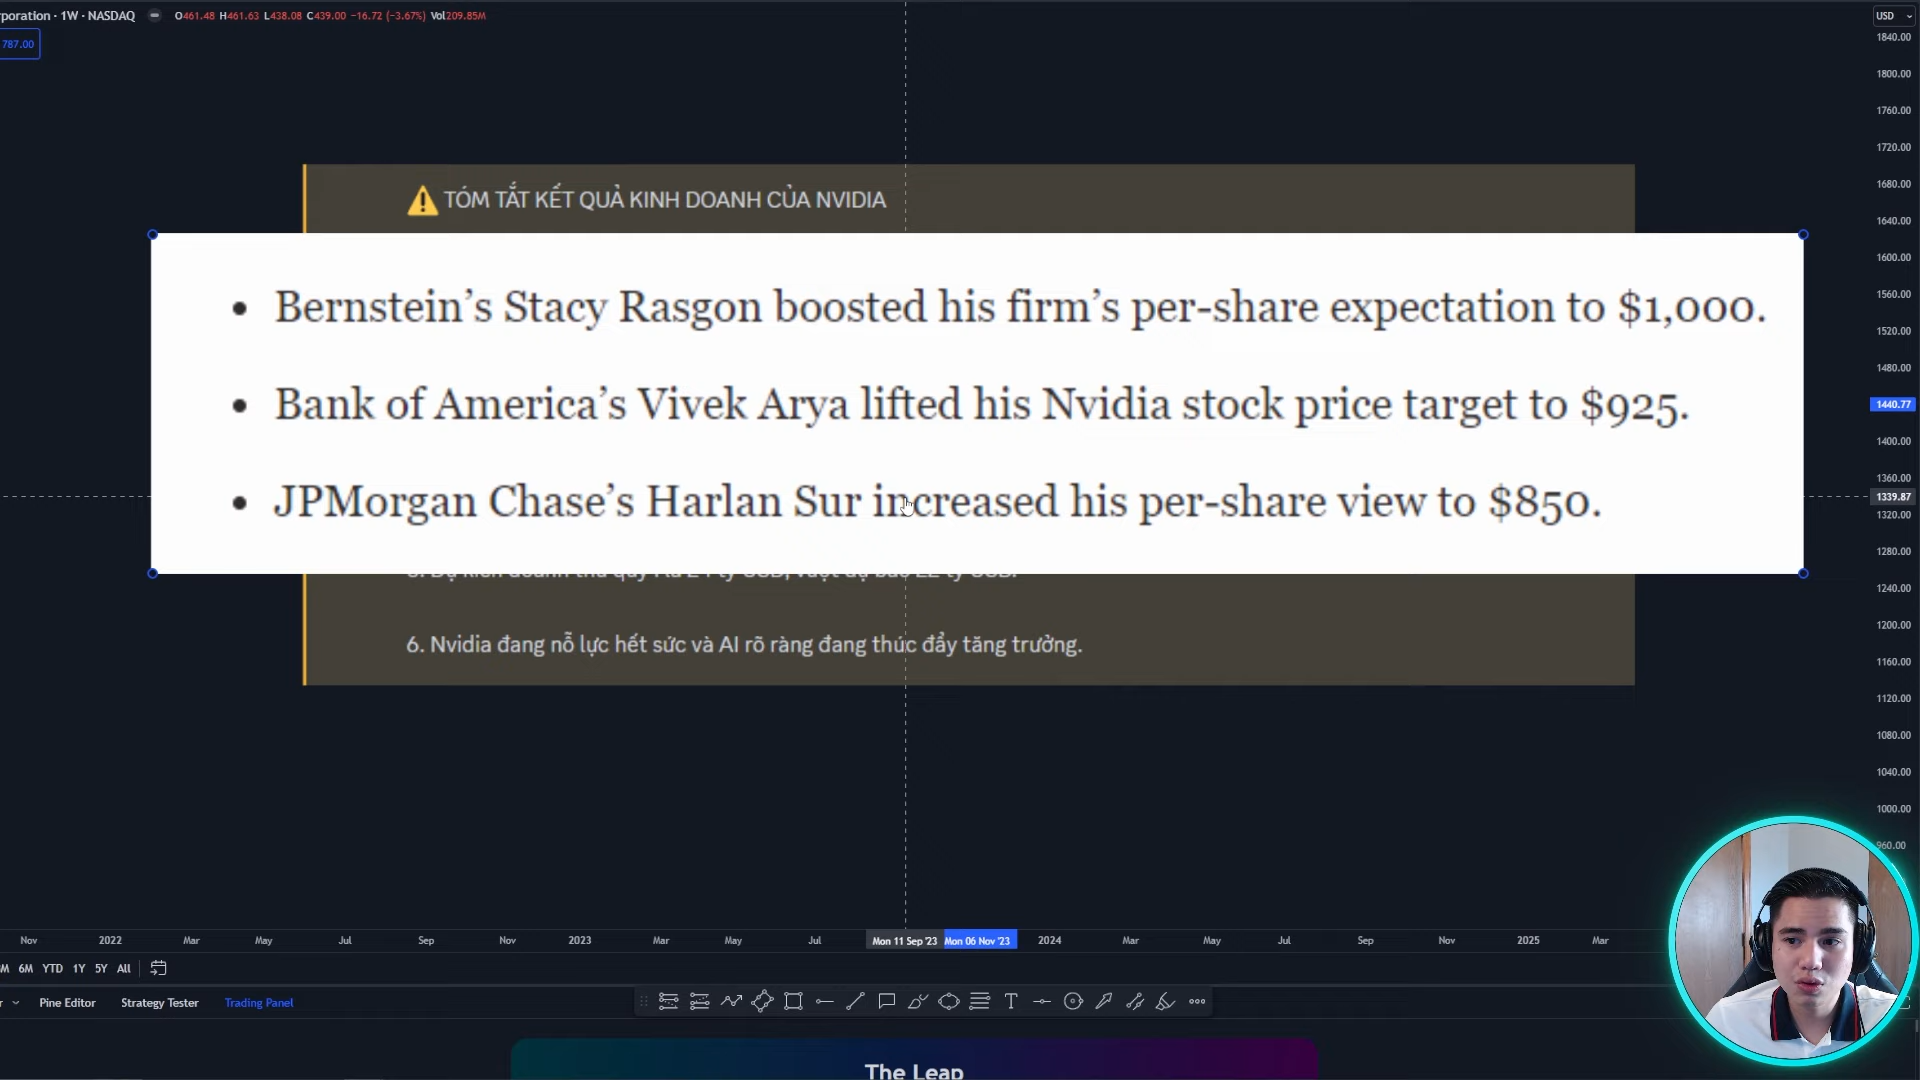 poration · 1W · NASDAQ O461.48 H461.63 L438.08 C439.00 −16.72 (−3.67%) Vol209.85M
USD
787.00
1840.00
1800.00
1760.00
1720.00
1680.00
1640.00
1600.00
1560.00
1520.00
1480.00
1440.77
1400.00
1360.00
1339.87
1320.00
1280.00
1240.00
1200.00
1160.00
1120.00
1080.00
1040.00
1000.00
960.00
TÓM TẮT KẾT QUẢ KINH DOANH CỦA NVIDIA
• Bernstein’s Stacy Rasgon boosted his firm’s per-share expectation to $1,000.
• Bank of America’s Vivek Arya lifted his Nvidia stock price target to $925.
• JPMorgan Chase’s Harlan Sur increased his per-share view to $850.
6. Nvidia đang nỗ lực hết sức và AI rõ ràng đang thúc đẩy tăng trưởng.
Nov 2022 Mar May Jul Sep Nov 2023 Mar May Jul Mon 11 Sep '23 Mon 06 Nov '23 2024 Mar May Jul Sep Nov 2025 Mar
M 6M YTD 1Y 5Y All
r Pine Editor Strategy Tester Trading Panel
The Leap